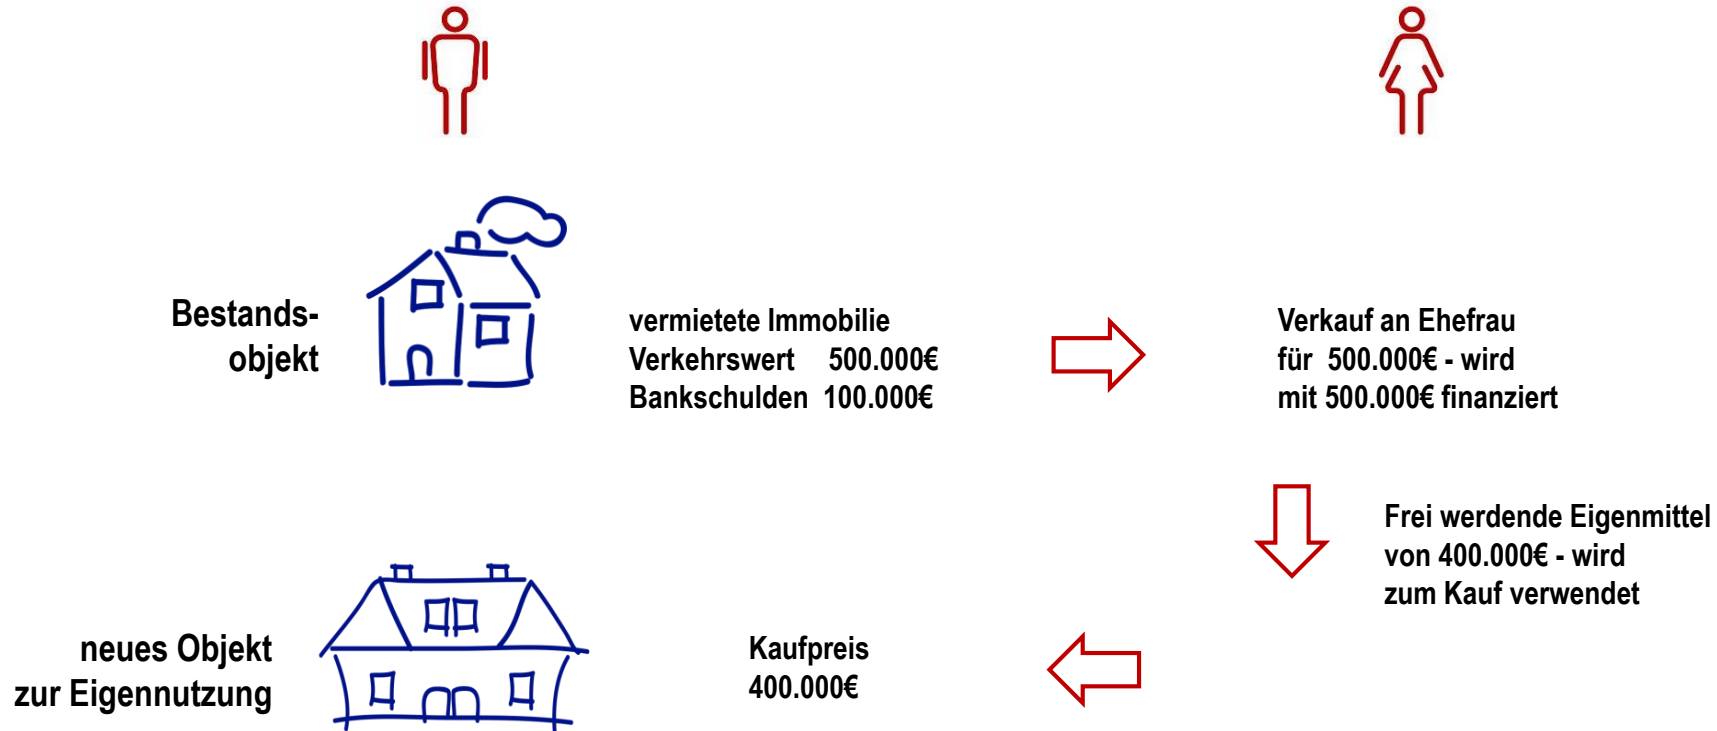 Bestands-
objekt
vermietete Immobilie
Verkehrswert 500.000€
Bankschulden 100.000€
Verkauf an Ehefrau
für 500.000€ - wird
mit 500.000€ finanziert
Frei werdende Eigenmittel
von 400.000€ - wird
zum Kauf verwendet
neues Objekt
zur Eigennutzung
Kaufpreis
400.000€